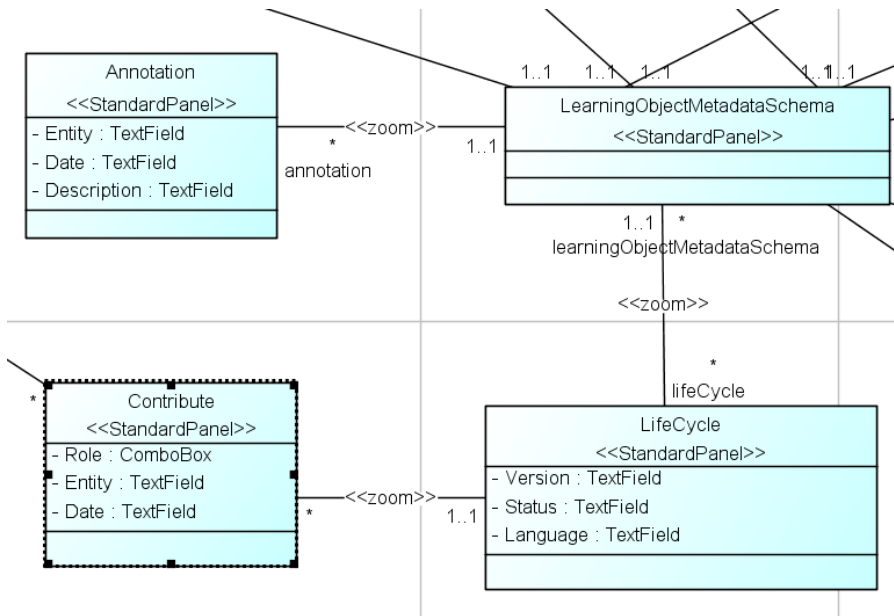 Annotation
<<StandardPanel>>
- Entity : TextField
- Date : TextField
- Description : TextField
*
<<zoom>>
annotation
1..1
1..1
1..1
1..1
1..1
1..1
LearningObjectMetadataSchema
<<StandardPanel>>
1..1
*
learningObjectMetadataSchema
<<zoom>>
*
lifeCycle
*
Contribute
<<StandardPanel>>
- Role : ComboBox
- Entity : TextField
- Date : TextField
*
<<zoom>>
1..1
LifeCycle
<<StandardPanel>>
- Version : TextField
- Status : TextField
- Language : TextField